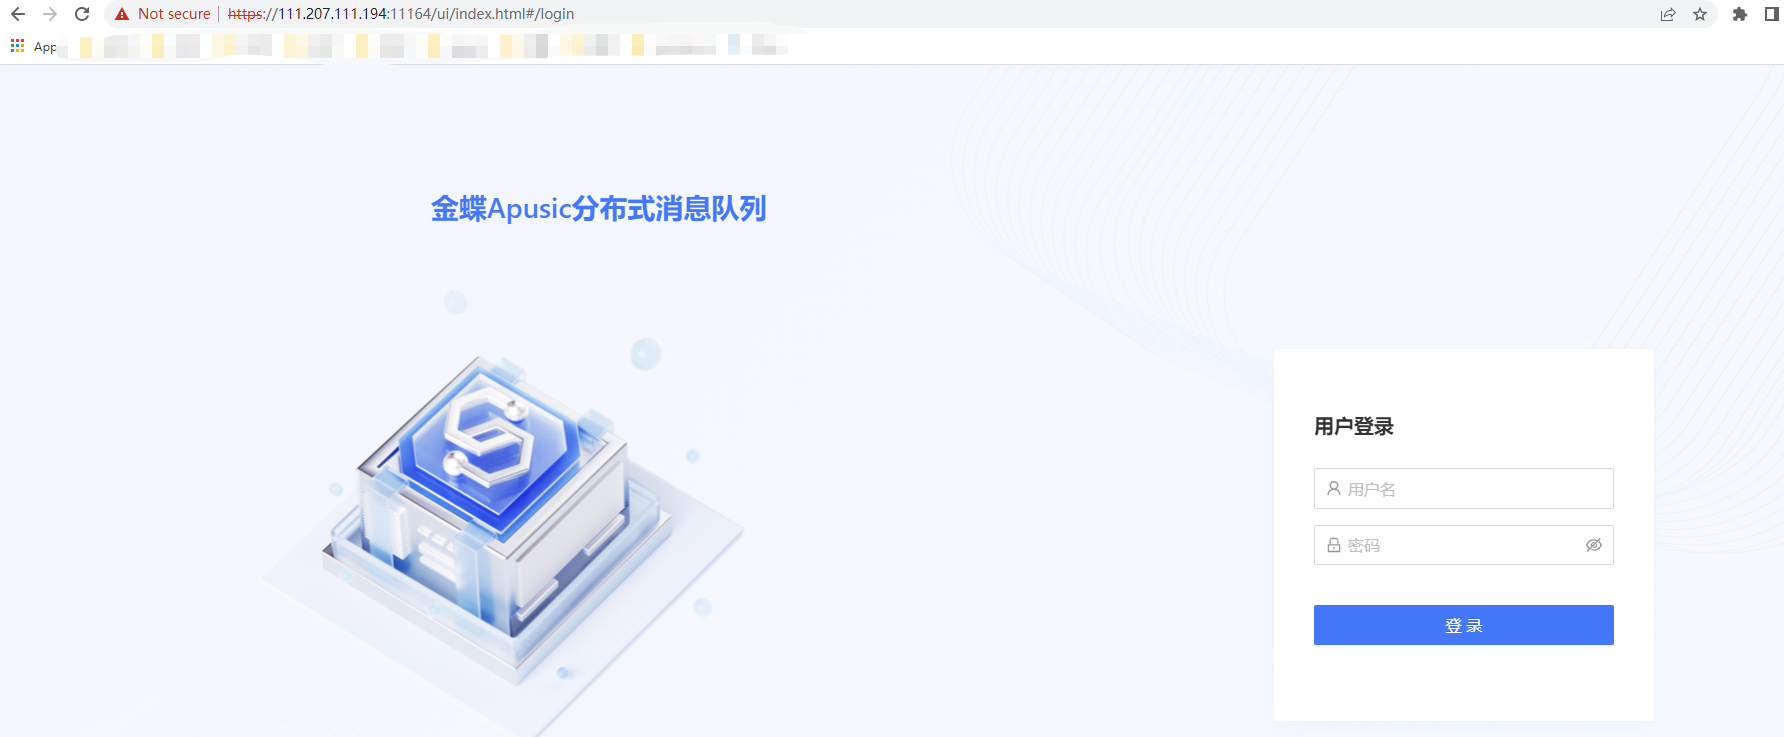 Not secure | https://111.207.111.194:11164/ui/index.html#/login
App
金蝶Apusic分布式消息队列
用户登录
用户名
密码
登录